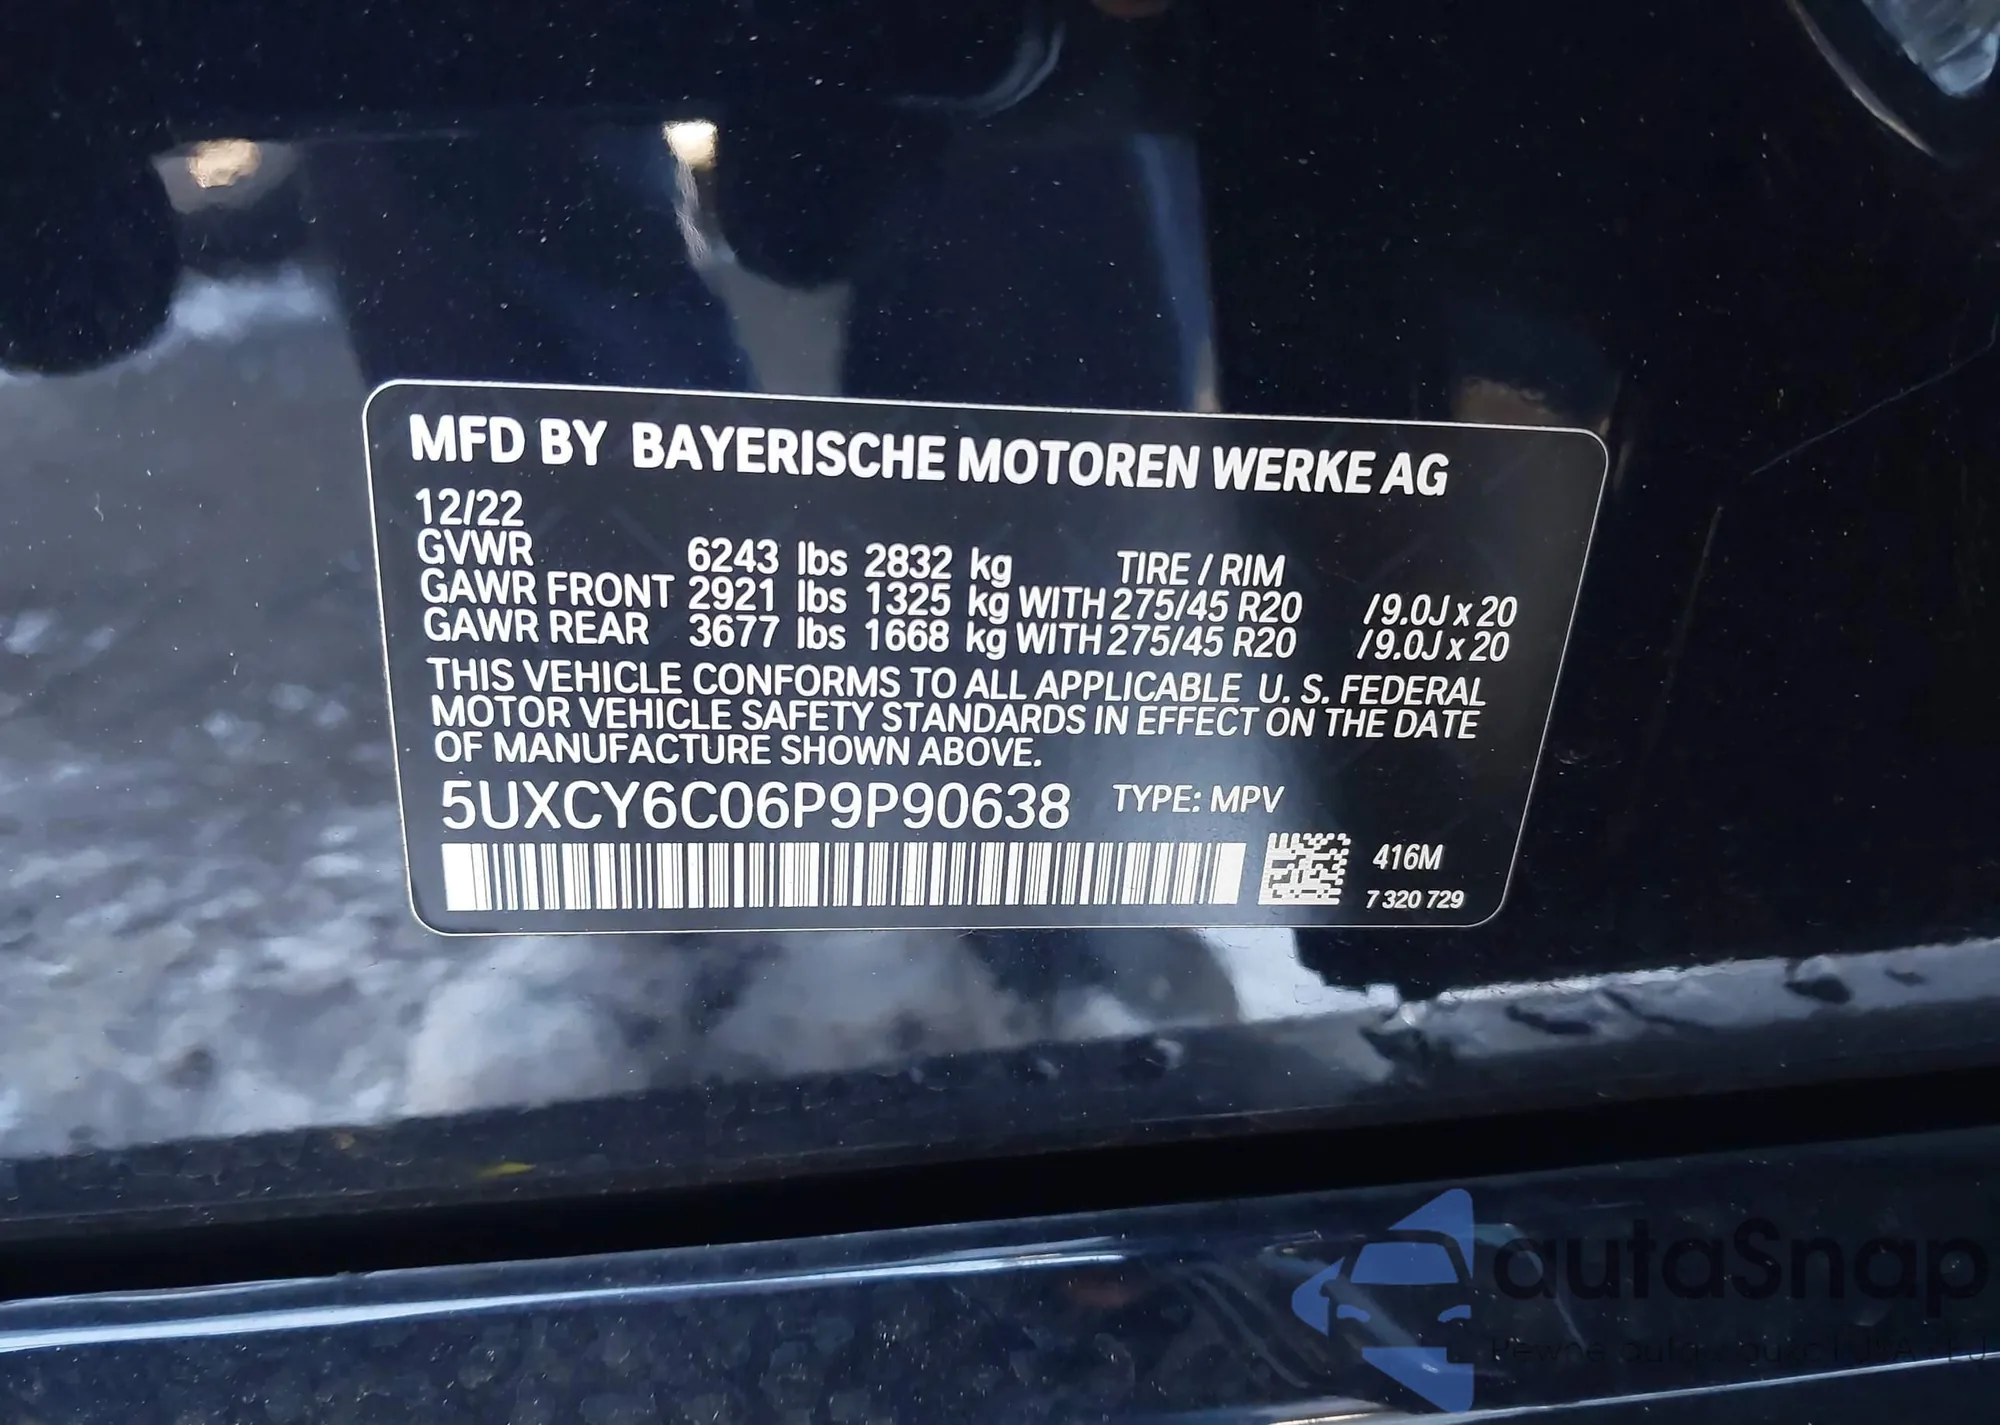 MFD BY BAYERISCHE MOTOREN WERKE AG
12/22
GVWR 6243 lbs 2832 kg TIRE / RIM
GAWR FRONT 2921 lbs 1325 kg WITH 275/45 R20 /9.0J x 20
GAWR REAR 3677 lbs 1668 kg WITH 275/45 R20 /9.0J x 20
THIS VEHICLE CONFORMS TO ALL APPLICABLE U. S. FEDERAL
MOTOR VEHICLE SAFETY STANDARDS IN EFFECT ON THE DATE
OF MANUFACTURE SHOWN ABOVE.
5UXCY6C06P9P90638 TYPE: MPV
416M
7 320 729
autaSnap
Pewne auta